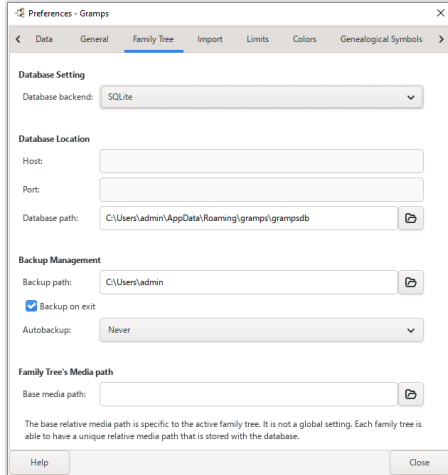 Preferences - Gramps
Data General Family Tree Import Limits Colors Genealogical Symbols
Database Setting
Database backend: SQLite
Database Location
Host:
Port:
Database path: C:\Users\admin\AppData\Roaming\gramps\grampsdb
Backup Management
Backup path: C:\Users\admin
Backup on exit
Autobackup: Never
Family Tree's Media path
Base media path:
The base relative media path is specific to the active family tree. It is not a global setting. Each family tree is
able to have a unique relative media path that is stored with the database.
Help Close